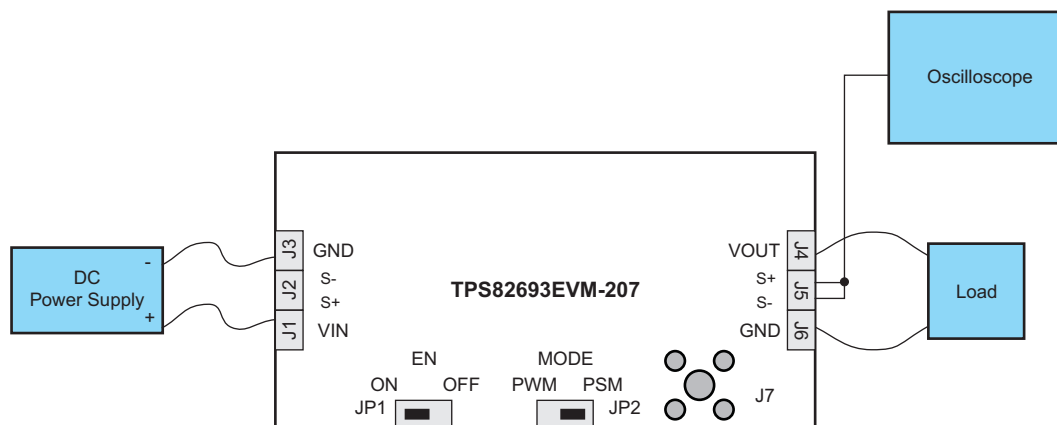 Oscilloscope
DC
Power Supply
-
+
J3
GND
J2
S-
S+
J1
VIN
TPS82693EVM-207
VOUT
J4
S+
S-
J5
GND
J6
Load
EN
ON
OFF
JP1
MODE
PWM
PSM
JP2
J7